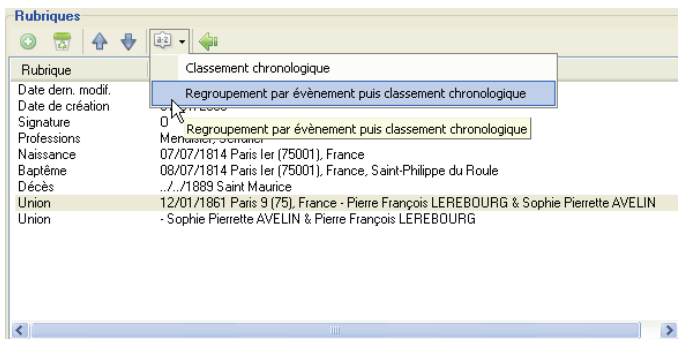 Rubriques
a-z
Rubrique
Classement chronologique
Regroupement par évènement puis classement chronologique
Date dern. modif.
Date de création
Signature O
Regroupement par évènement puis classement chronologique
Professions
Naissance 07/07/1814 Paris Ier (75001), France
Baptême 08/07/1814 Paris Ier (75001), France, Saint-Philippe du Roule
Décès ../../1889 Saint Maurice
Union 12/01/1861 Paris 9 (75), France - Pierre François LEREBOURG & Sophie Pierrette AVELIN
Union - Sophie Pierrette AVELIN & Pierre François LEREBOURG